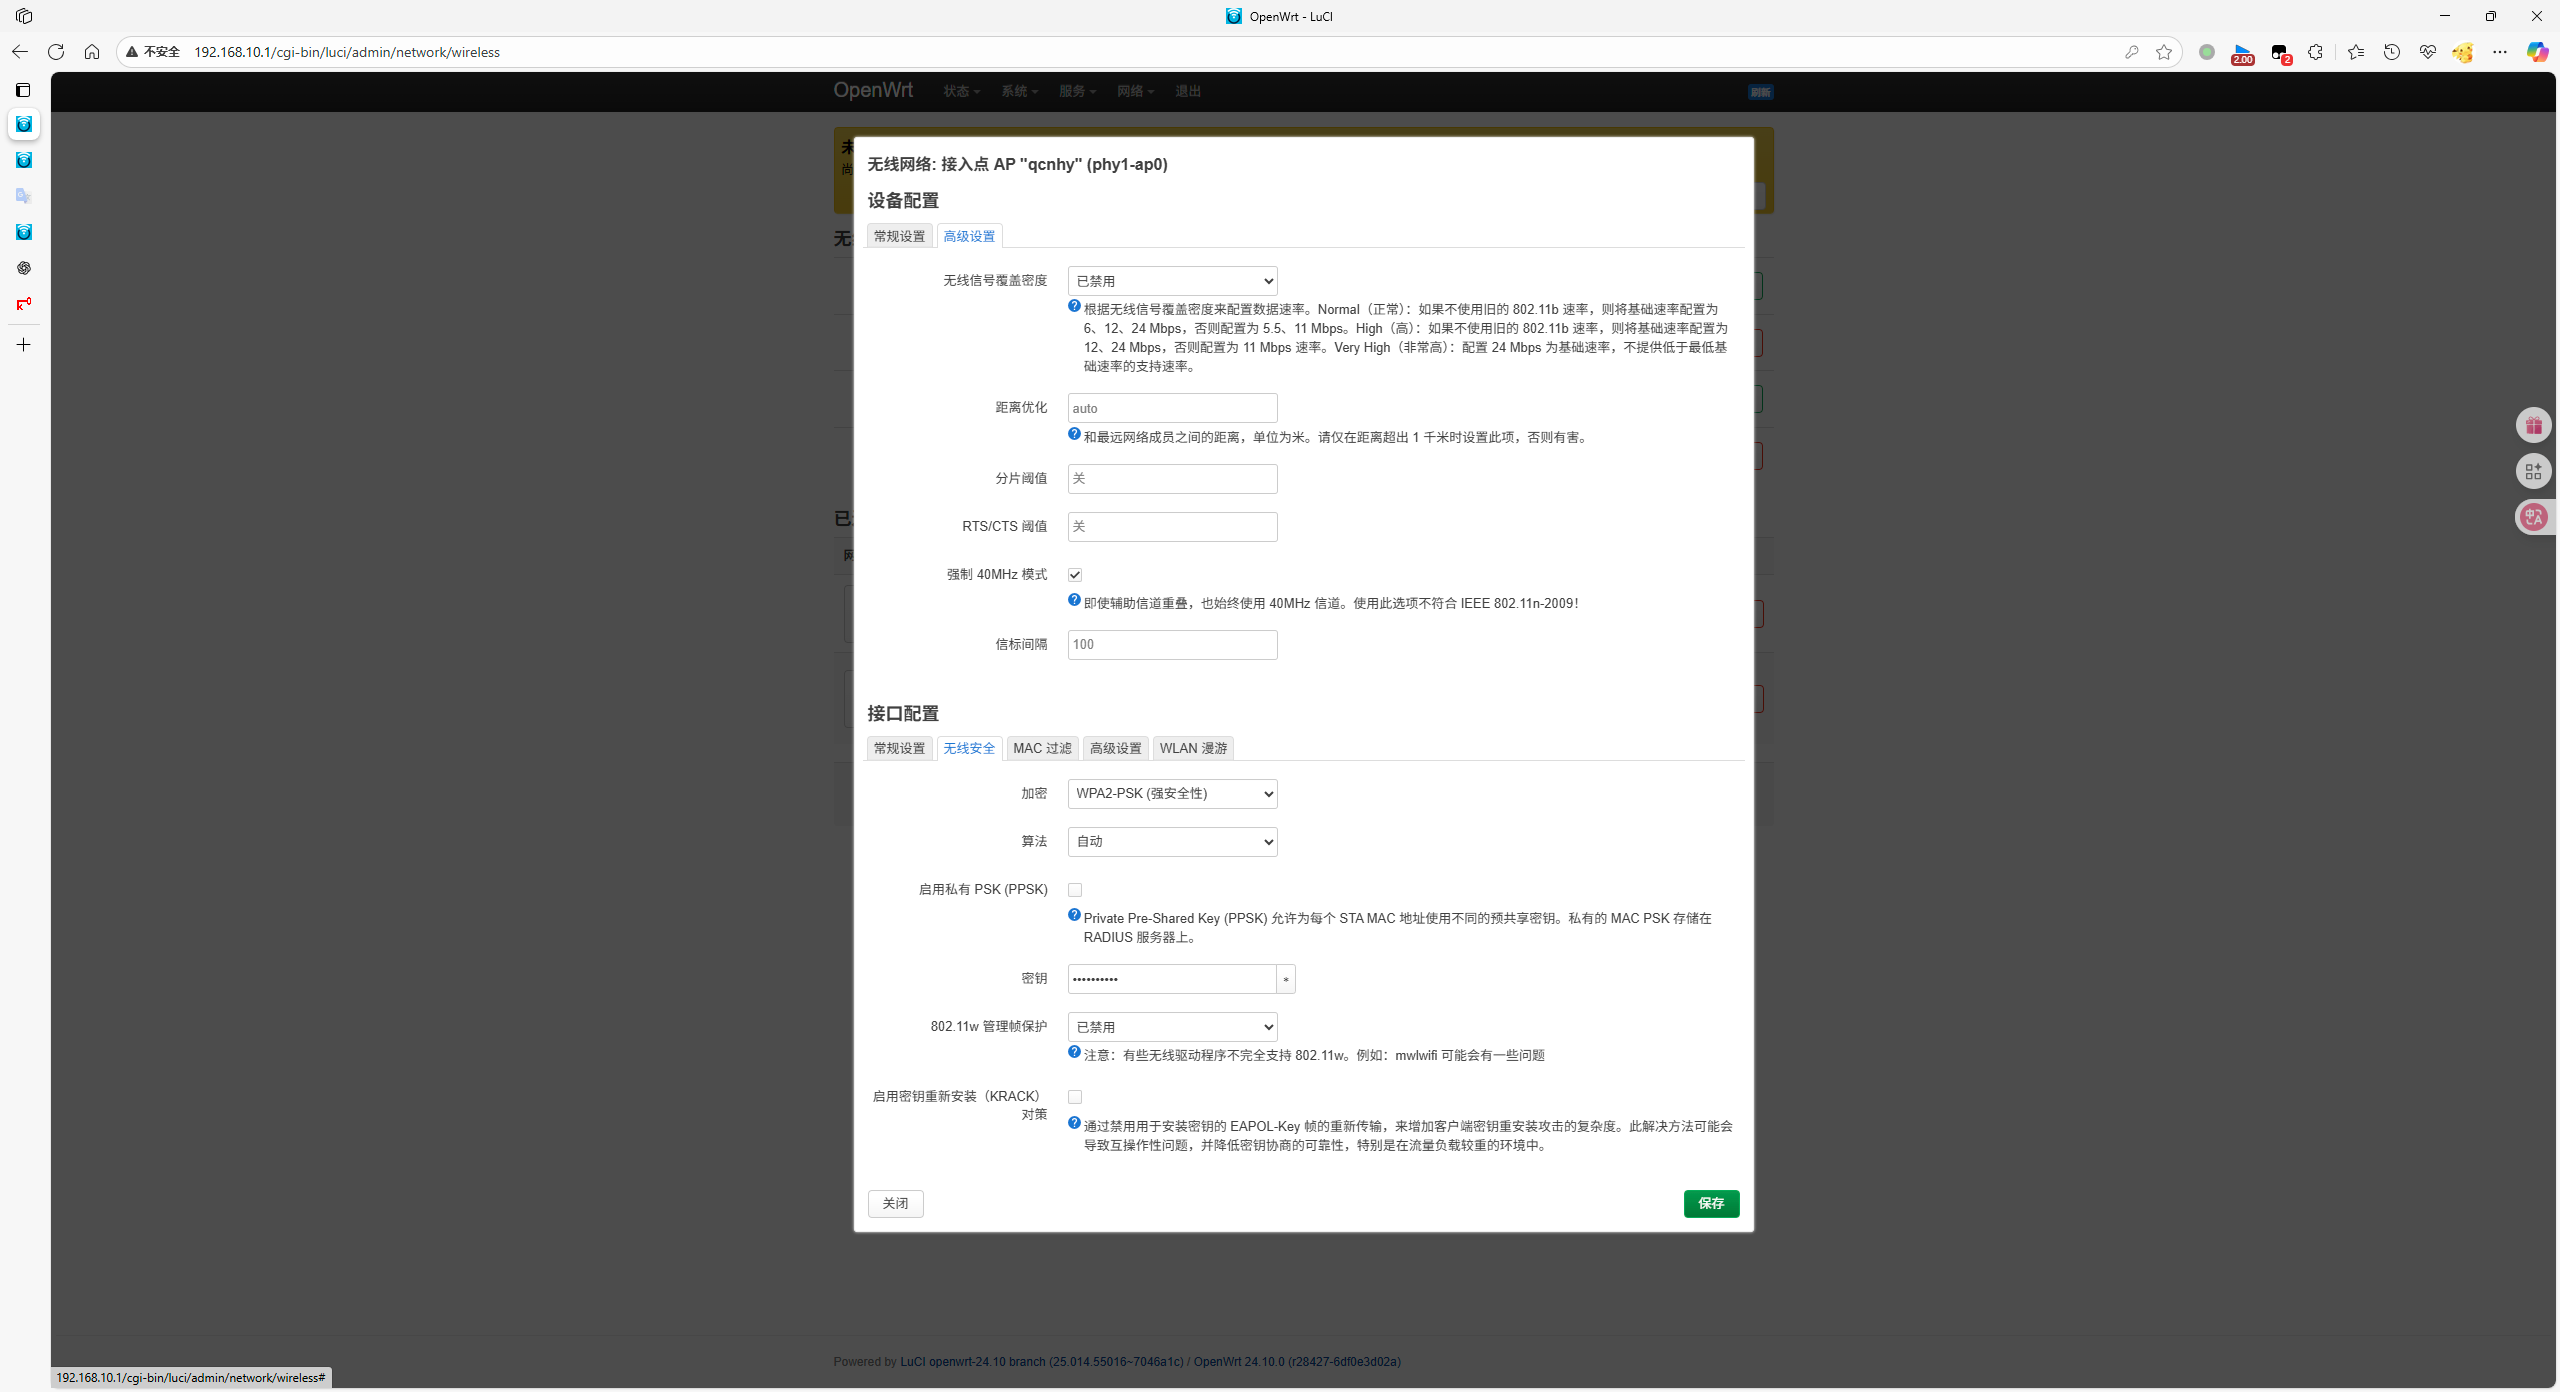 OpenWrt - LuCI
不安全 192.168.10.1/cgi-bin/luci/admin/network/wireless
2.00
2
OpenWrt 状态 系统 服务 网络 退出 刷新
无线网络: 接入点 AP "qcnhy" (phy1-ap0)
设备配置
常规设置 高级设置
无线信号覆盖密度 已禁用
根据无线信号覆盖密度来配置数据速率。Normal（正常）：如果不使用旧的 802.11b 速率，则将基础速率配置为
6、12、24 Mbps，否则配置为 5.5、11 Mbps。High（高）：如果不使用旧的 802.11b 速率，则将基础速率配置为
12、24 Mbps，否则配置为 11 Mbps 速率。Very High（非常高）：配置 24 Mbps 为基础速率，不提供低于最低基
础速率的支持速率。
距离优化 auto
和最远网络成员之间的距离，单位为米。请仅在距离超出 1 千米时设置此项，否则有害。
分片阈值 关
RTS/CTS 阈值 关
强制 40MHz 模式
即使辅助信道重叠，也始终使用 40MHz 信道。使用此选项不符合 IEEE 802.11n-2009！
信标间隔 100
接口配置
常规设置 无线安全 MAC 过滤 高级设置 WLAN 漫游
加密 WPA2-PSK (强安全性)
算法 自动
启用私有 PSK (PPSK)
Private Pre-Shared Key (PPSK) 允许为每个 STA MAC 地址使用不同的预共享密钥。私有的 MAC PSK 存储在
RADIUS 服务器上。
密钥 •••••••••• *
802.11w 管理帧保护 已禁用
注意：有些无线驱动程序不完全支持 802.11w。例如：mwlwifi 可能会有一些问题
启用密钥重新安装（KRACK）
对策
通过禁用用于安装密钥的 EAPOL-Key 帧的重新传输，来增加客户端密钥重安装攻击的复杂度。此解决方法可能会
导致互操作性问题，并降低密钥协商的可靠性，特别是在流量负载较重的环境中。
关闭 保存
Powered by LuCI openwrt-24.10 branch (25.014.55016~7046a1c) / OpenWrt 24.10.0 (r28427-6df0e3d02a)
192.168.10.1/cgi-bin/luci/admin/network/wireless#